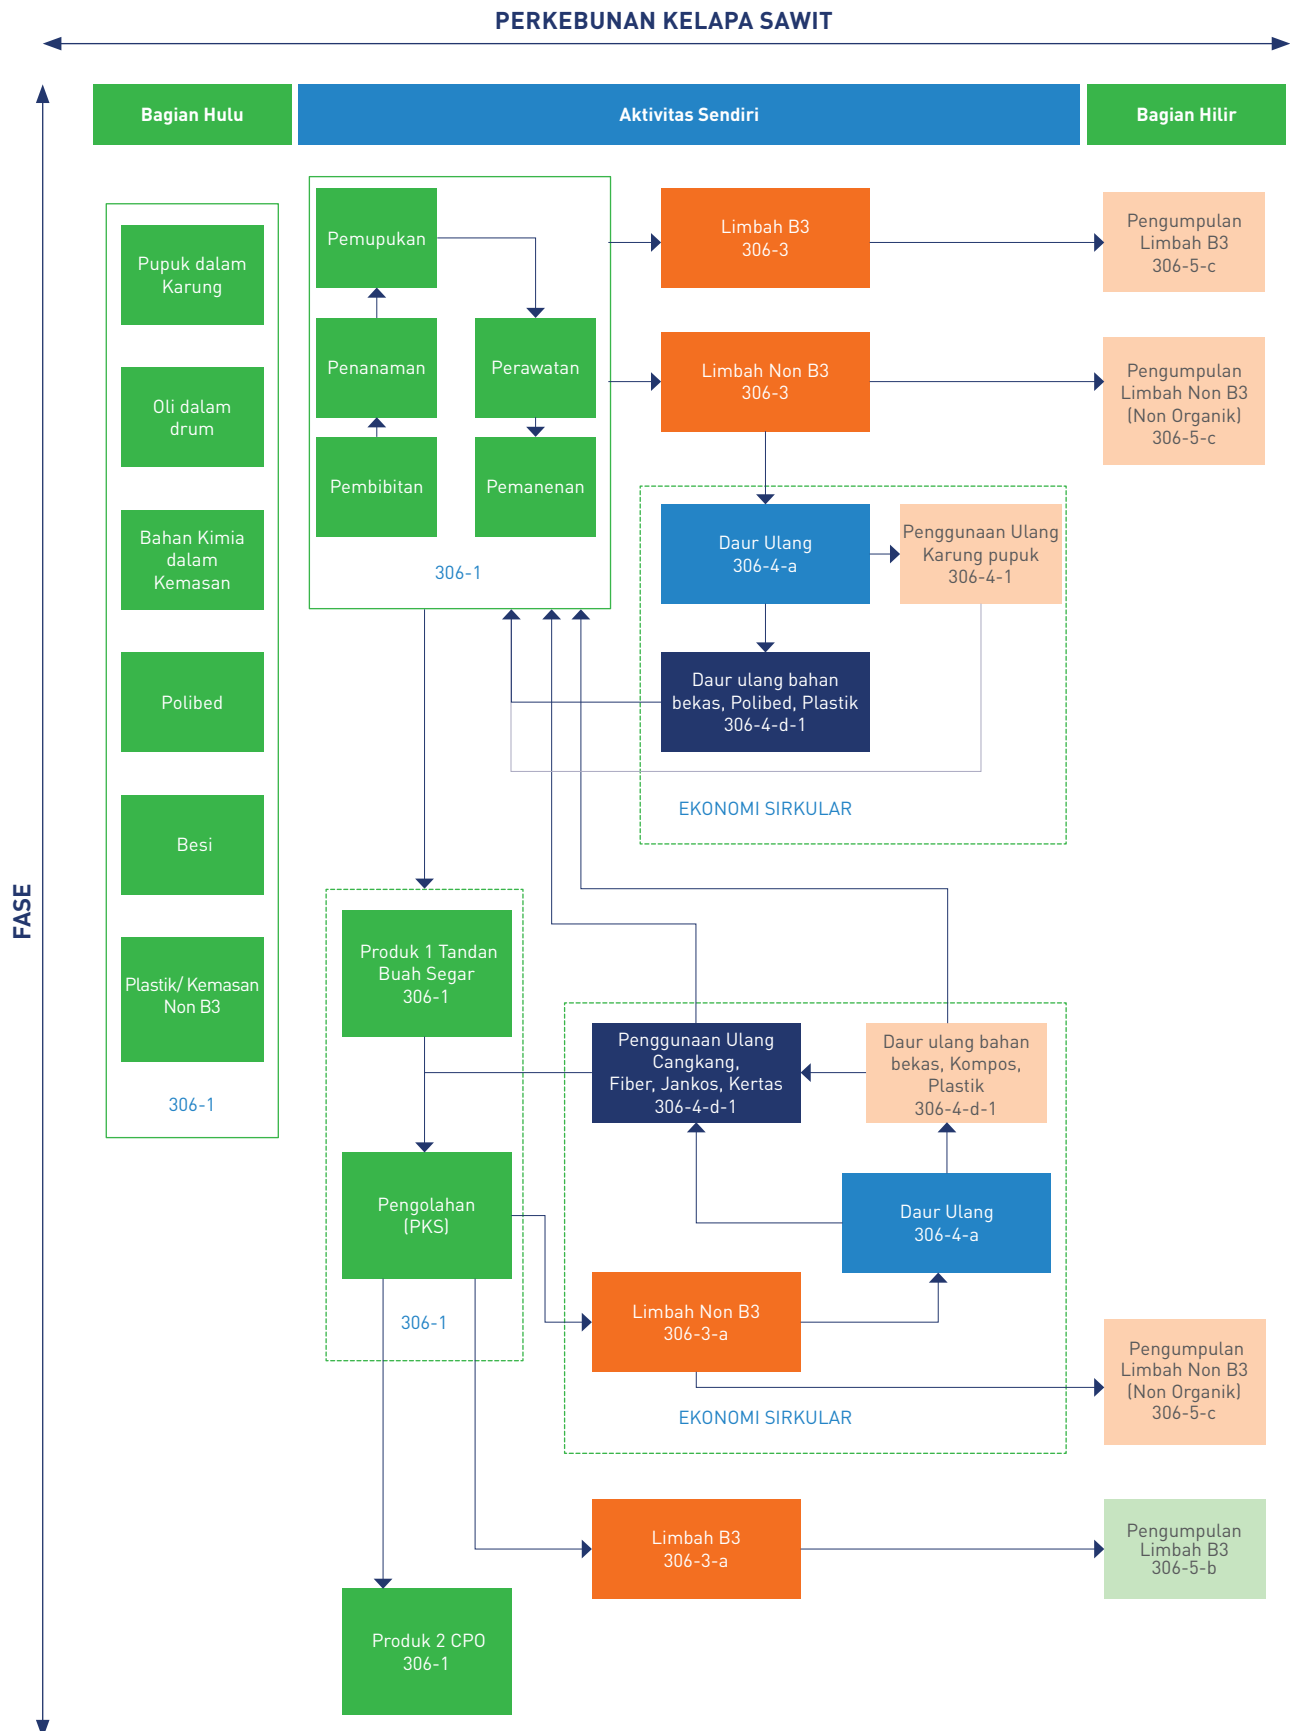 PERKEBUNAN KELAPA SAWIT
FASE
Bagian Hulu
Aktivitas Sendiri
Bagian Hilir
Pupuk dalam
Karung
Oli dalam
drum
Bahan Kimia
dalam
Kemasan
Polibed
Besi
Plastik/ Kemasan
Non B3
306-1
Pemupukan
Penanaman
Pembibitan
Perawatan
Pemanenan
306-1
Limbah B3
306-3
Pengumpulan
Limbah B3
306-5-c
Limbah Non B3
306-3
Pengumpulan
Limbah Non B3
(Non Organik)
306-5-c
Daur Ulang
306-4-a
Penggunaan Ulang
Karung pupuk
306-4-1
Daur ulang bahan
bekas, Polibed, Plastik
306-4-d-1
EKONOMI SIRKULAR
Produk 1 Tandan
Buah Segar
306-1
Pengolahan
(PKS)
306-1
Penggunaan Ulang
Cangkang,
Fiber, Jankos, Kertas
306-4-d-1
Daur ulang bahan
bekas, Kompos,
Plastik
306-4-d-1
Daur Ulang
306-4-a
Limbah Non B3
306-3-a
EKONOMI SIRKULAR
Pengumpulan
Limbah Non B3
(Non Organik)
306-5-c
Limbah B3
306-3-a
Pengumpulan
Limbah B3
306-5-b
Produk 2 CPO
306-1